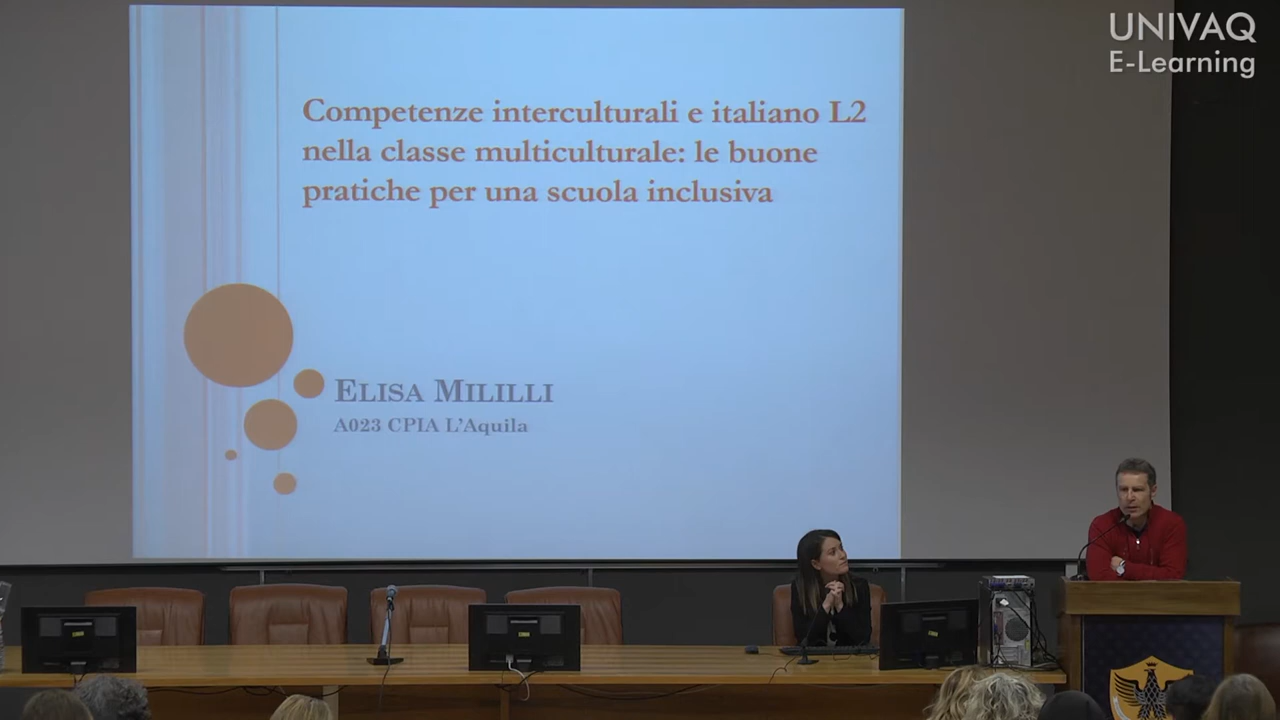 UNIVAQ
E-Learning
Competenze interculturali e italiano L2
nella classe multiculturale: le buone
pratiche per una scuola inclusiva
ELISA MILILLI
A023 CPIA L'Aquila